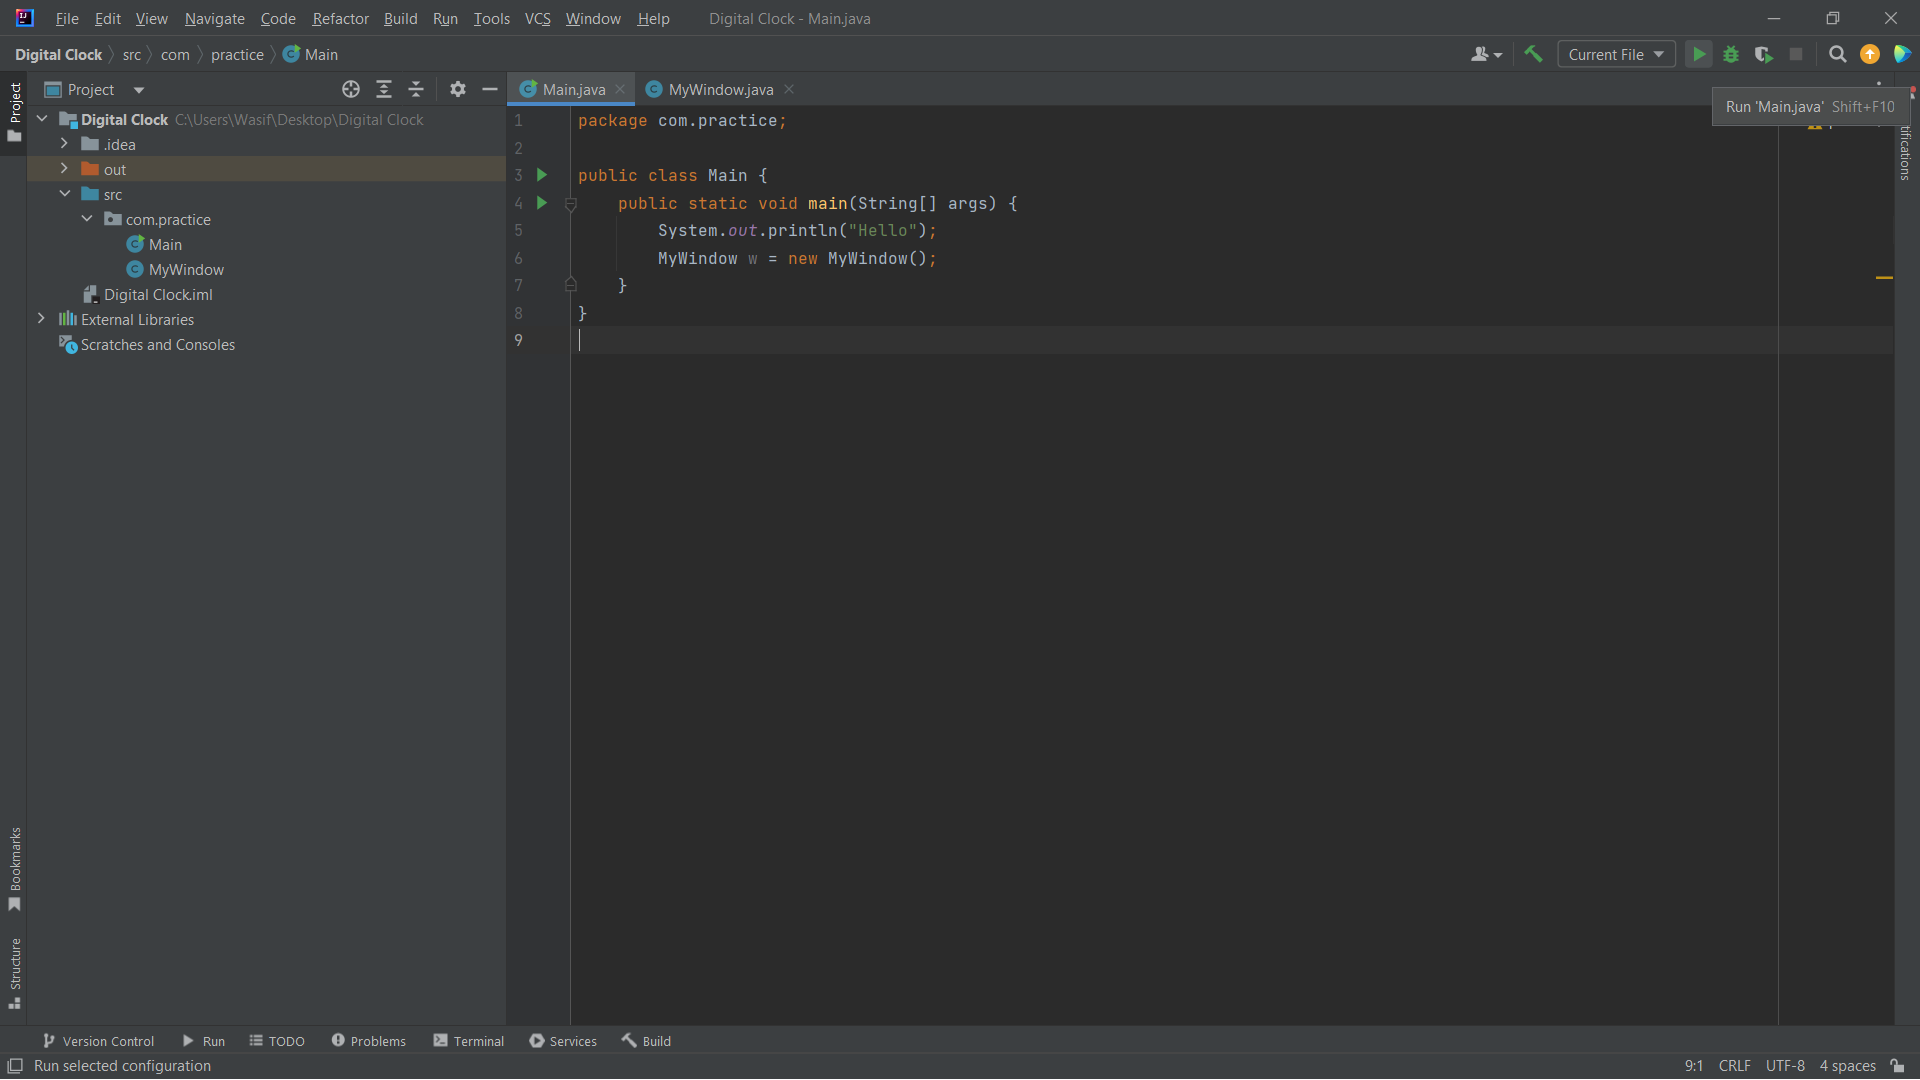 File Edit View Navigate Code Refactor Build Run Tools VCS Window Help Digital Clock - Main.java
Digital Clock src com practice Main
Current File
Project
Project
Main.java
MyWindow.java
Run 'Main.java' Shift+F10
Digital Clock C:\Users\Wasif\Desktop\Digital Clock
.idea
out
src
com.practice
Main
MyWindow
Digital Clock.iml
External Libraries
Scratches and Consoles
1 package com.practice;
2
3 public class Main {
4 public static void main(String[] args) {
5 System.out.println("Hello");
6 MyWindow w = new MyWindow();
7 }
8 }
9
Bookmarks
Structure
Version Control Run TODO Problems Terminal Services Build
Run selected configuration
9:1 CRLF UTF-8 4 spaces